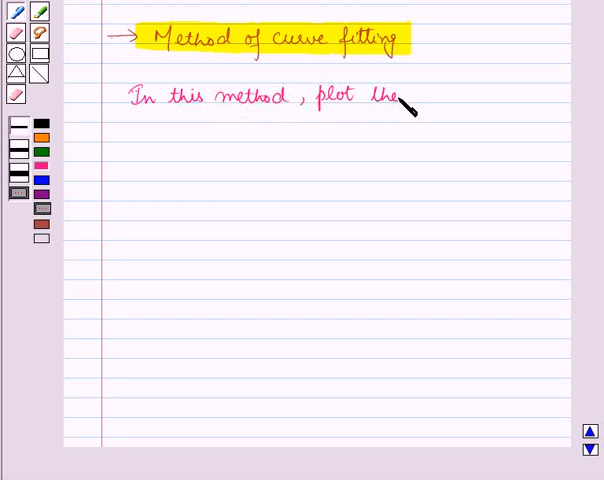 → Method of curve fitting
In this method, plot the